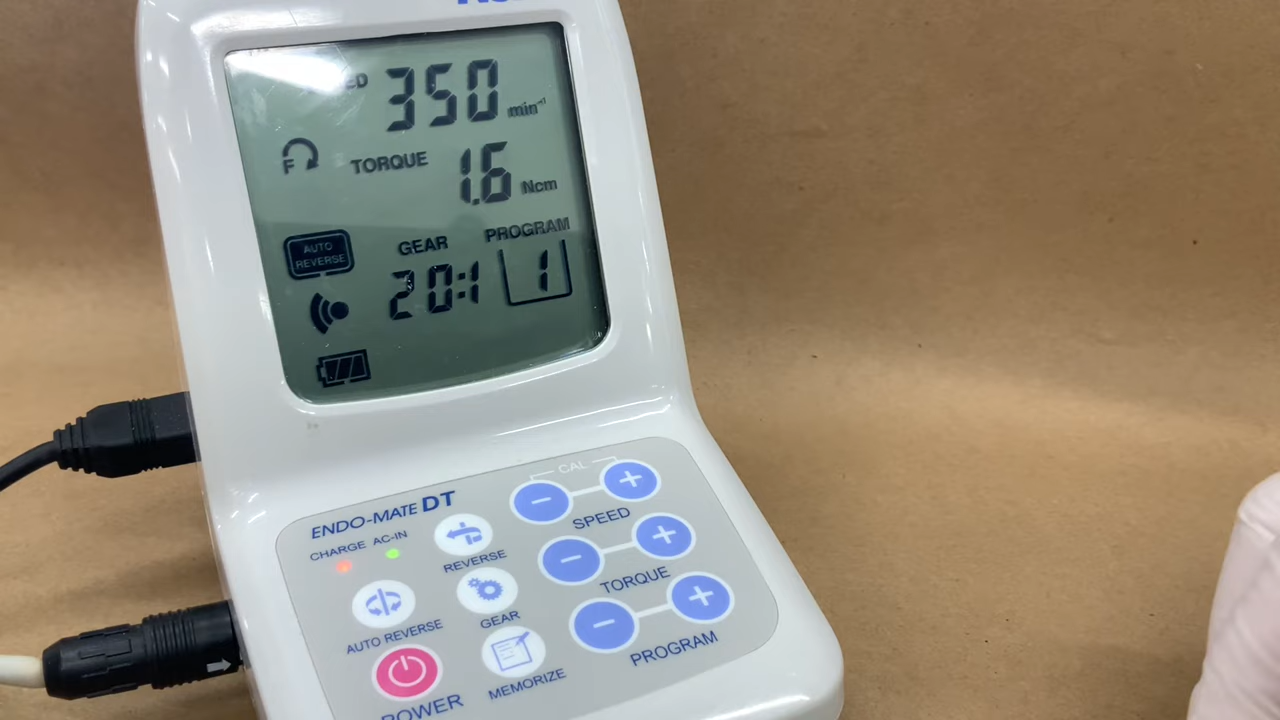 350 min-1
F TORQUE 1.6 Ncm
AUTO REVERSE
GEAR PROGRAM
20:1 1
ENDO-MATE DT
CAL
CHARGE AC-IN
SPEED
REVERSE
TORQUE
AUTO REVERSE GEAR
PROGRAM
MEMORIZE
POWER